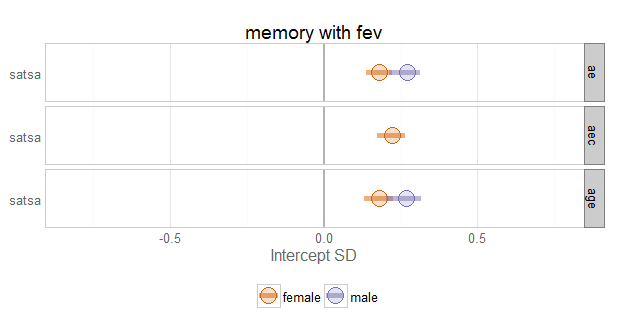 memory with fev
satsa
ae
satsa
aec
satsa
age
-0.5 0.0 0.5
Intercept SD
female male